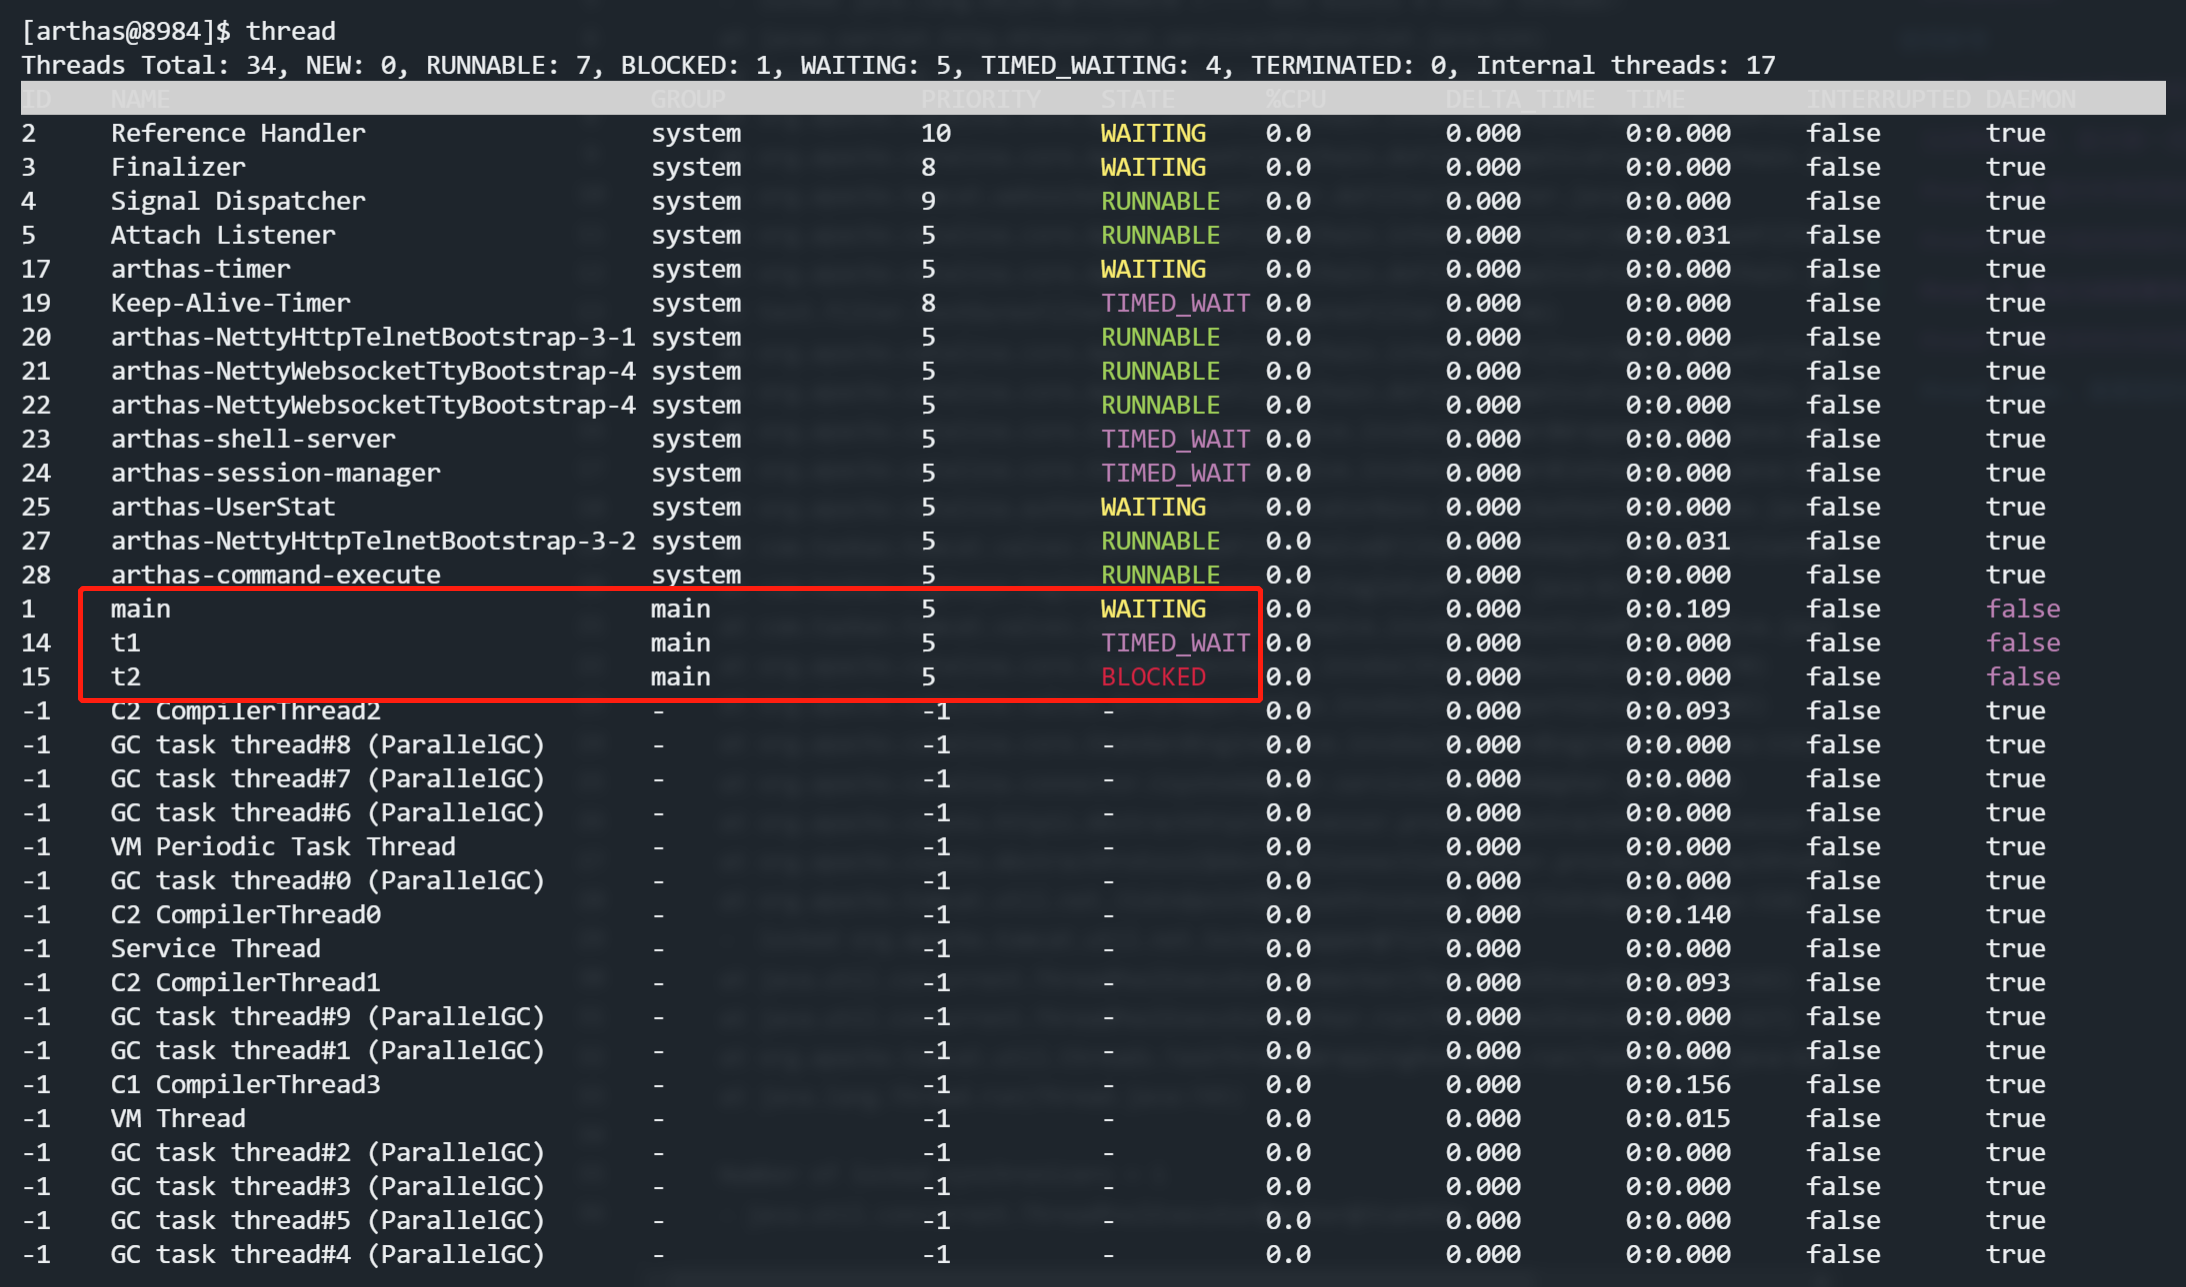 [arthas@8984]$ thread
Threads Total: 34, NEW: 0, RUNNABLE: 7, BLOCKED: 1, WAITING: 5, TIMED_WAITING: 4, TERMINATED: 0, Internal threads: 17
ID NAME GROUP PRIORITY STATE %CPU DELTA_TIME TIME INTERRUPTED DAEMON
2 Reference Handler system 10 WAITING 0.0 0.000 0:0.000 false true
3 Finalizer system 8 WAITING 0.0 0.000 0:0.000 false true
4 Signal Dispatcher system 9 RUNNABLE 0.0 0.000 0:0.000 false true
5 Attach Listener system 5 RUNNABLE 0.0 0.000 0:0.031 false true
17 arthas-timer system 5 WAITING 0.0 0.000 0:0.000 false true
19 Keep-Alive-Timer system 8 TIMED_WAIT 0.0 0.000 0:0.000 false true
20 arthas-NettyHttpTelnetBootstrap-3-1 system 5 RUNNABLE 0.0 0.000 0:0.000 false true
21 arthas-NettyWebsocketTtyBootstrap-4 system 5 RUNNABLE 0.0 0.000 0:0.000 false true
22 arthas-NettyWebsocketTtyBootstrap-4 system 5 RUNNABLE 0.0 0.000 0:0.000 false true
23 arthas-shell-server system 5 TIMED_WAIT 0.0 0.000 0:0.000 false true
24 arthas-session-manager system 5 TIMED_WAIT 0.0 0.000 0:0.000 false true
25 arthas-UserStat system 5 WAITING 0.0 0.000 0:0.000 false true
27 arthas-NettyHttpTelnetBootstrap-3-2 system 5 RUNNABLE 0.0 0.000 0:0.031 false true
28 arthas-command-execute system 5 RUNNABLE 0.0 0.000 0:0.000 false true
1 main main 5 WAITING 0.0 0.000 0:0.109 false false
14 t1 main 5 TIMED_WAIT 0.0 0.000 0:0.000 false false
15 t2 main 5 BLOCKED 0.0 0.000 0:0.000 false false
-1 C2 CompilerThread2 - -1 - 0.0 0.000 0:0.093 false true
-1 GC task thread#8 (ParallelGC) - -1 - 0.0 0.000 0:0.000 false true
-1 GC task thread#7 (ParallelGC) - -1 - 0.0 0.000 0:0.000 false true
-1 GC task thread#6 (ParallelGC) - -1 - 0.0 0.000 0:0.000 false true
-1 VM Periodic Task Thread - -1 - 0.0 0.000 0:0.000 false true
-1 GC task thread#0 (ParallelGC) - -1 - 0.0 0.000 0:0.000 false true
-1 C2 CompilerThread0 - -1 - 0.0 0.000 0:0.140 false true
-1 Service Thread - -1 - 0.0 0.000 0:0.000 false true
-1 C2 CompilerThread1 - -1 - 0.0 0.000 0:0.093 false true
-1 GC task thread#9 (ParallelGC) - -1 - 0.0 0.000 0:0.000 false true
-1 GC task thread#1 (ParallelGC) - -1 - 0.0 0.000 0:0.000 false true
-1 C1 CompilerThread3 - -1 - 0.0 0.000 0:0.156 false true
-1 VM Thread - -1 - 0.0 0.000 0:0.015 false true
-1 GC task thread#2 (ParallelGC) - -1 - 0.0 0.000 0:0.000 false true
-1 GC task thread#3 (ParallelGC) - -1 - 0.0 0.000 0:0.000 false true
-1 GC task thread#5 (ParallelGC) - -1 - 0.0 0.000 0:0.000 false true
-1 GC task thread#4 (ParallelGC) - -1 - 0.0 0.000 0:0.000 false true